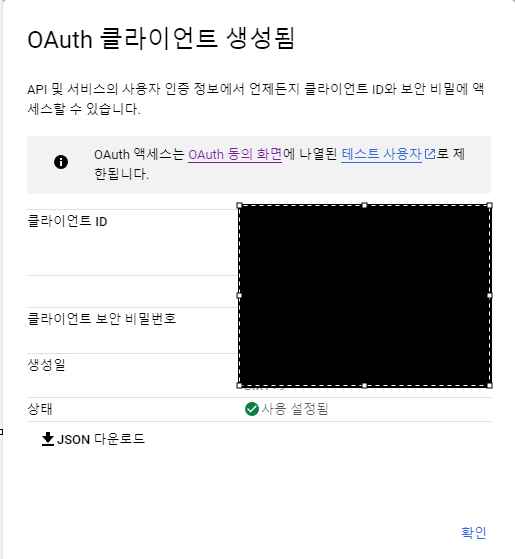 OAuth 클라이언트 생성됨
API 및 서비스의 사용자 인증 정보에서 언제든지 클라이언트 ID와 보안 비밀에 액
세스할 수 있습니다.
OAuth 액세스는 OAuth 동의 화면에 나열된 테스트 사용자로 제
한됩니다.
클라이언트 ID
클라이언트 보안 비밀번호
생성일
상태 사용 설정됨
JSON 다운로드
확인